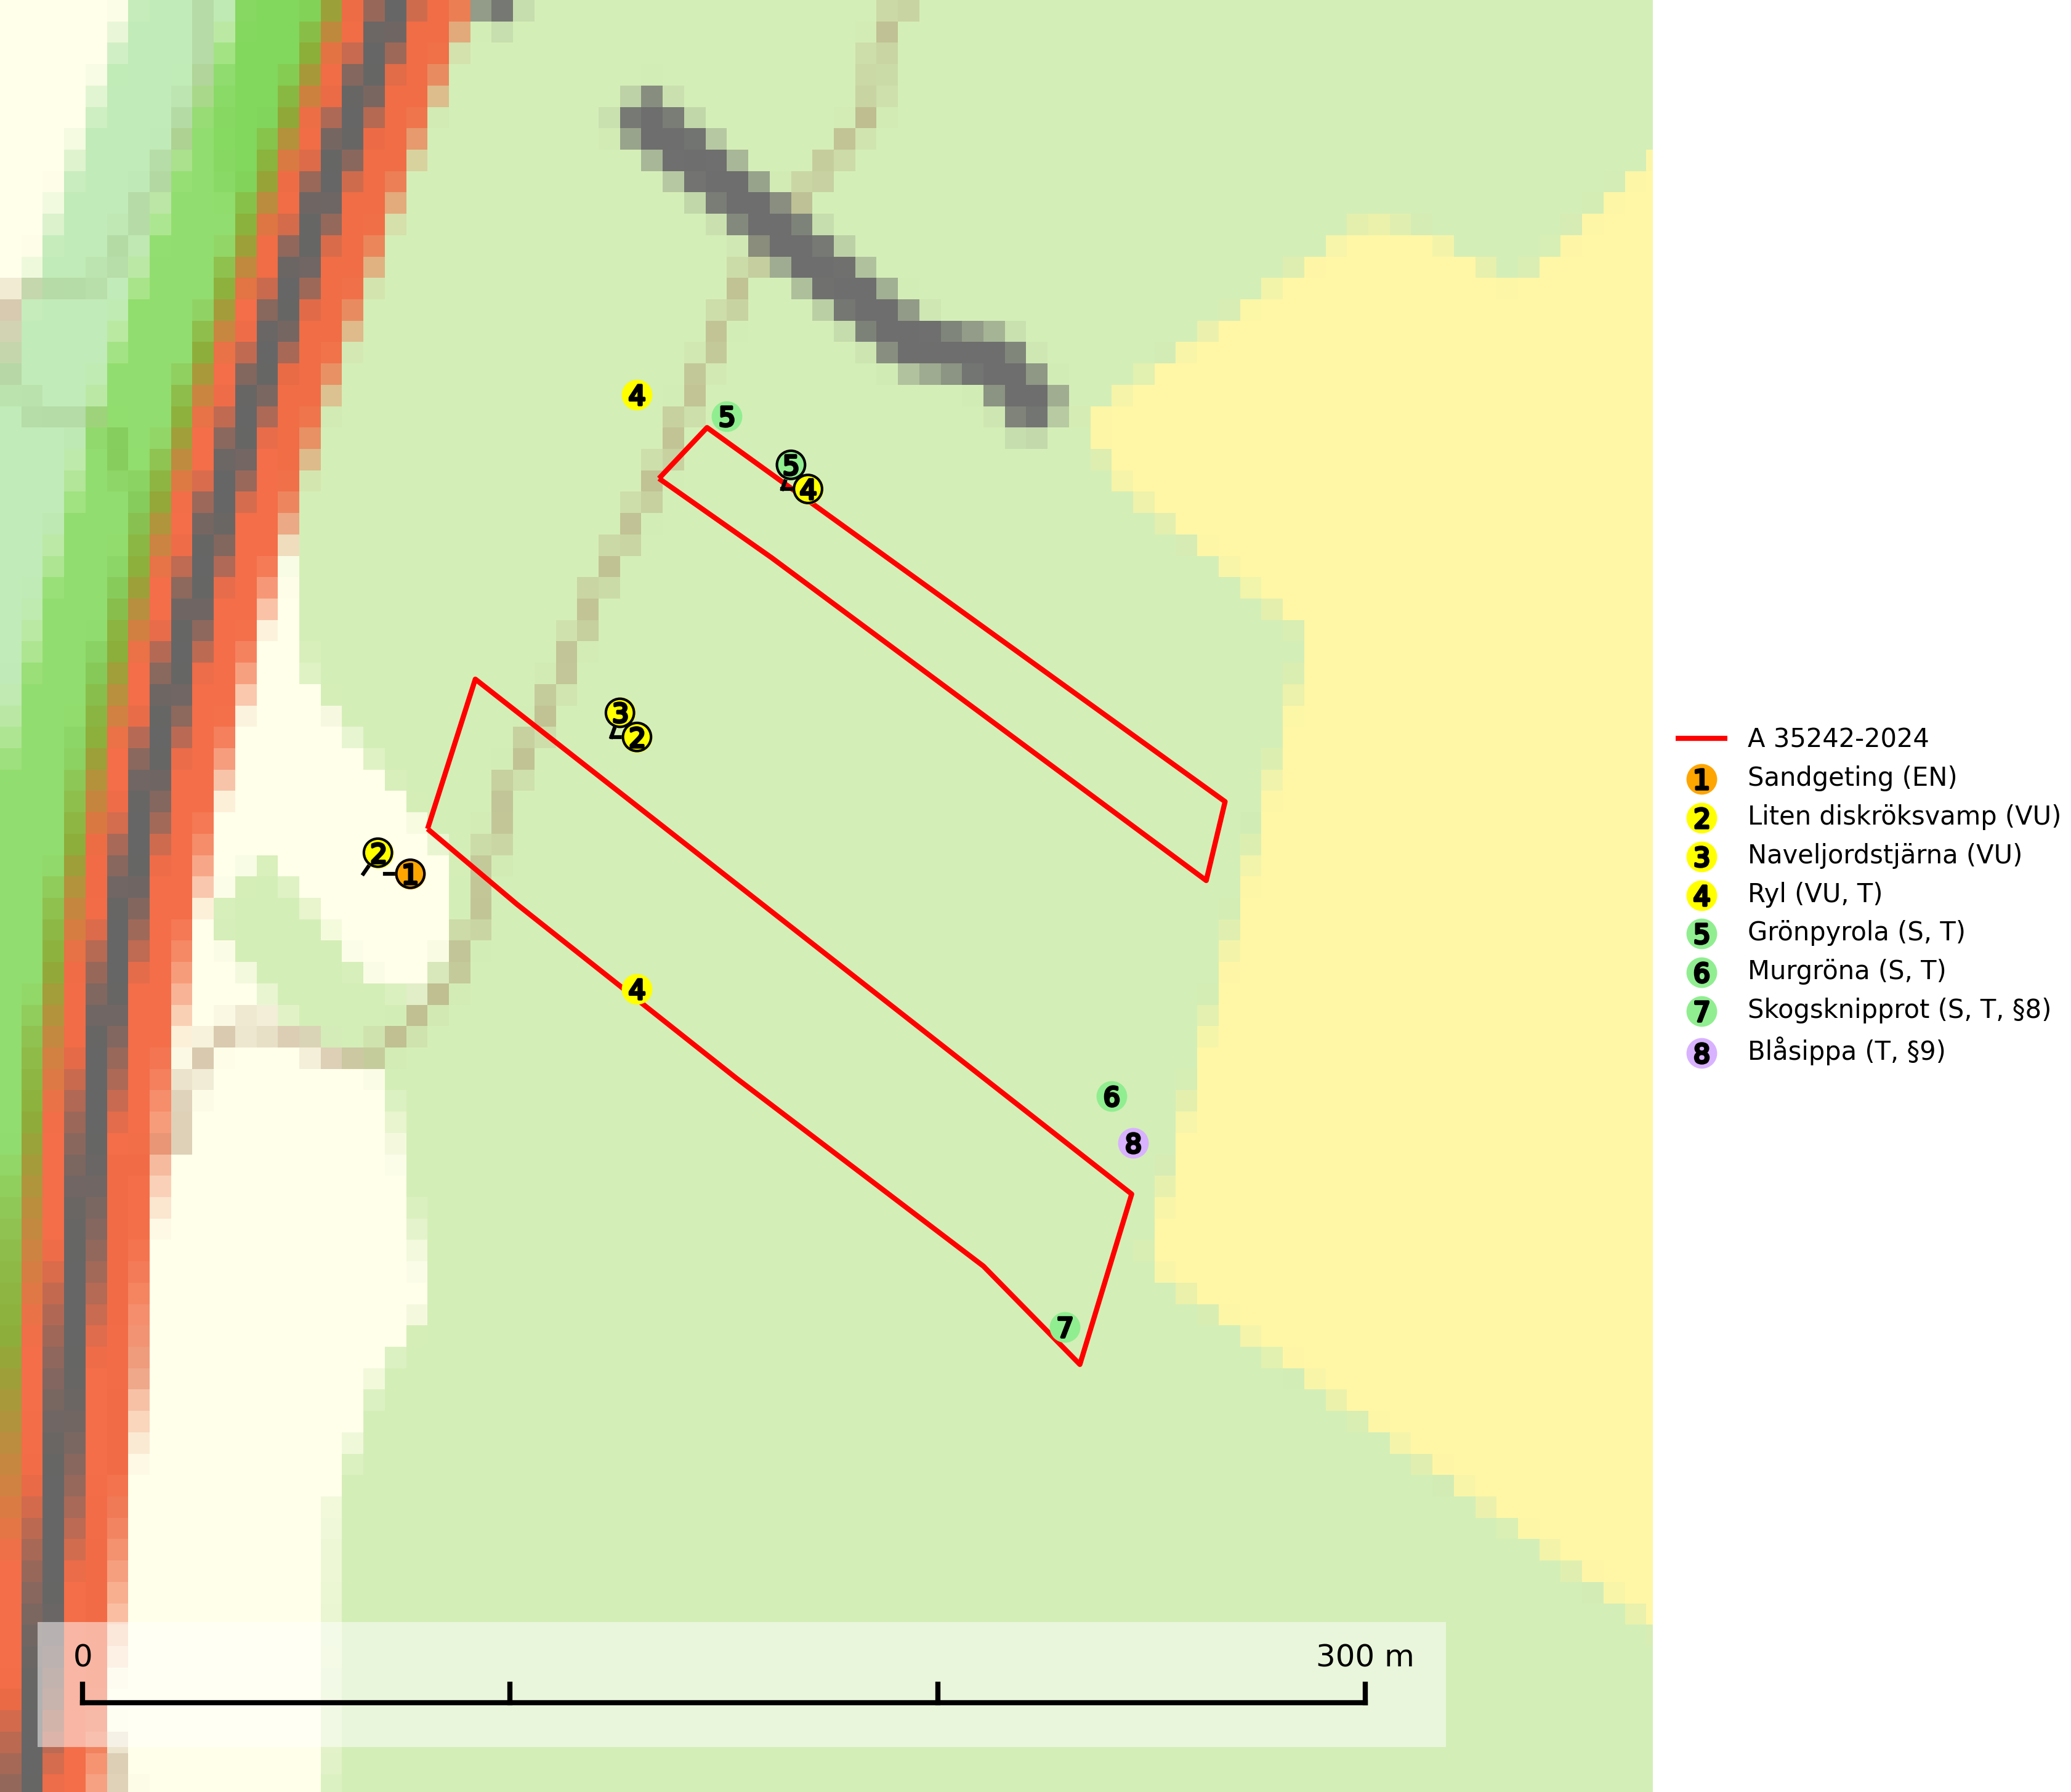 4
5
5
4
3
2
2
1
4
6
8
7
0
300 m
A 35242-2024
1 Sandgeting (EN)
2 Liten diskröksvamp (VU)
3 Naveljordstjärna (VU)
4 Ryl (VU, T)
5 Grönpyrola (S, T)
6 Murgröna (S, T)
7 Skogsknipprot (S, T, §8)
8 Blåsippa (T, §9)